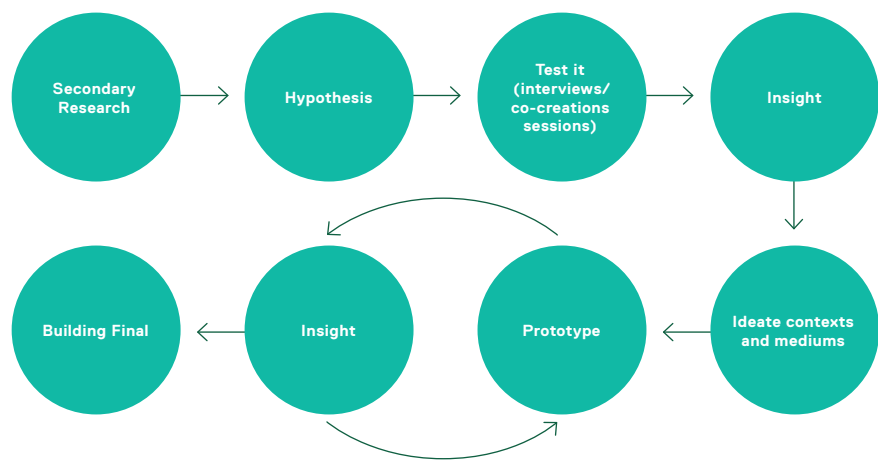 Secondary
Research
Hypothesis
Test it
(interviews/
co-creations
sessions)
Insight
Ideate contexts
and mediums
Prototype
Insight
Building Final